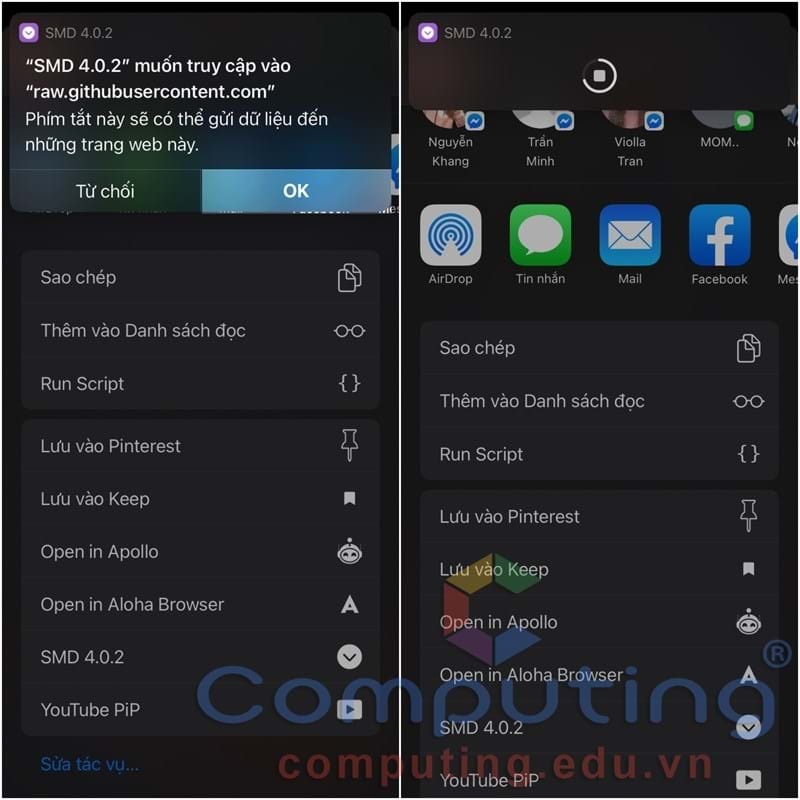 SMD 4.0.2
“SMD 4.0.2” muốn truy cập vào
“raw.githubusercontent.com”
Phím tắt này sẽ có thể gửi dữ liệu đến
những trang web này.
Từ chối
OK
Sao chép
Thêm vào Danh sách đọc
Run Script
Lưu vào Pinterest
Lưu vào Keep
Open in Apollo
Open in Aloha Browser
SMD 4.0.2
YouTube PiP
Sửa tác vụ...
SMD 4.0.2
Nguyễn
Khang
Trần
Minh
Violla
Tran
MOM..
AirDrop
Tin nhắn
Mail
Facebook
Sao chép
Thêm vào Danh sách đọc
Run Script
Lưu vào Pinterest
Lưu vào Keep
Open in Apollo
Open in Aloha Browser
SMD 4.0.2
YouTube PiP
Computing®
computing.edu.vn